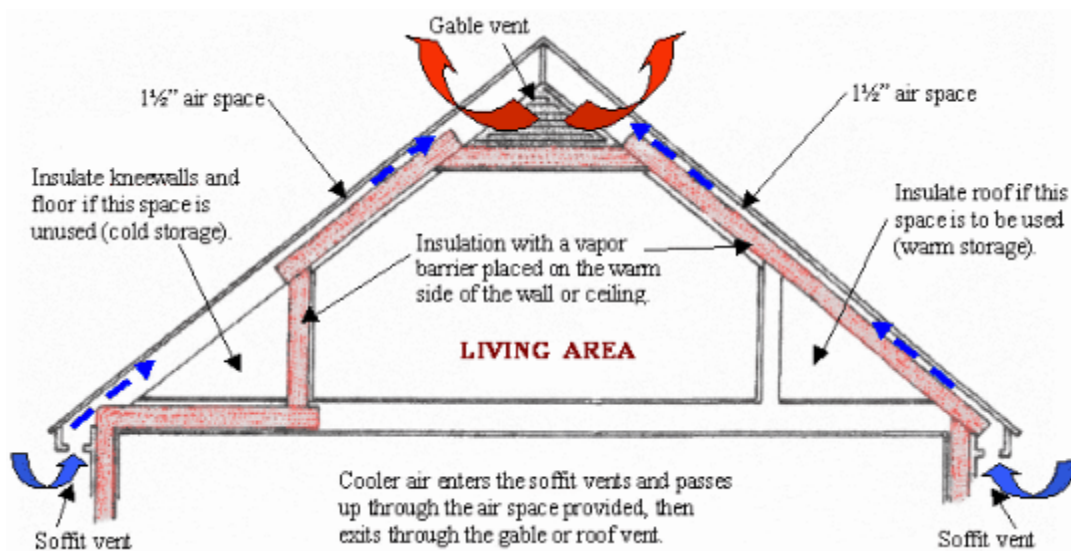 Gable vent
1½” air space
1½” air space
Insulate kneewalls and
floor if this space is
unused (cold storage).
Insulate roof if this
space is to be used
(warm storage).
Insulation with a vapor
barrier placed on the warm
side of the wall or ceiling.
LIVING AREA
Cooler air enters the soffit vents and passes
up through the air space provided, then
exits through the gable or roof vent.
Soffit vent
Soffit vent